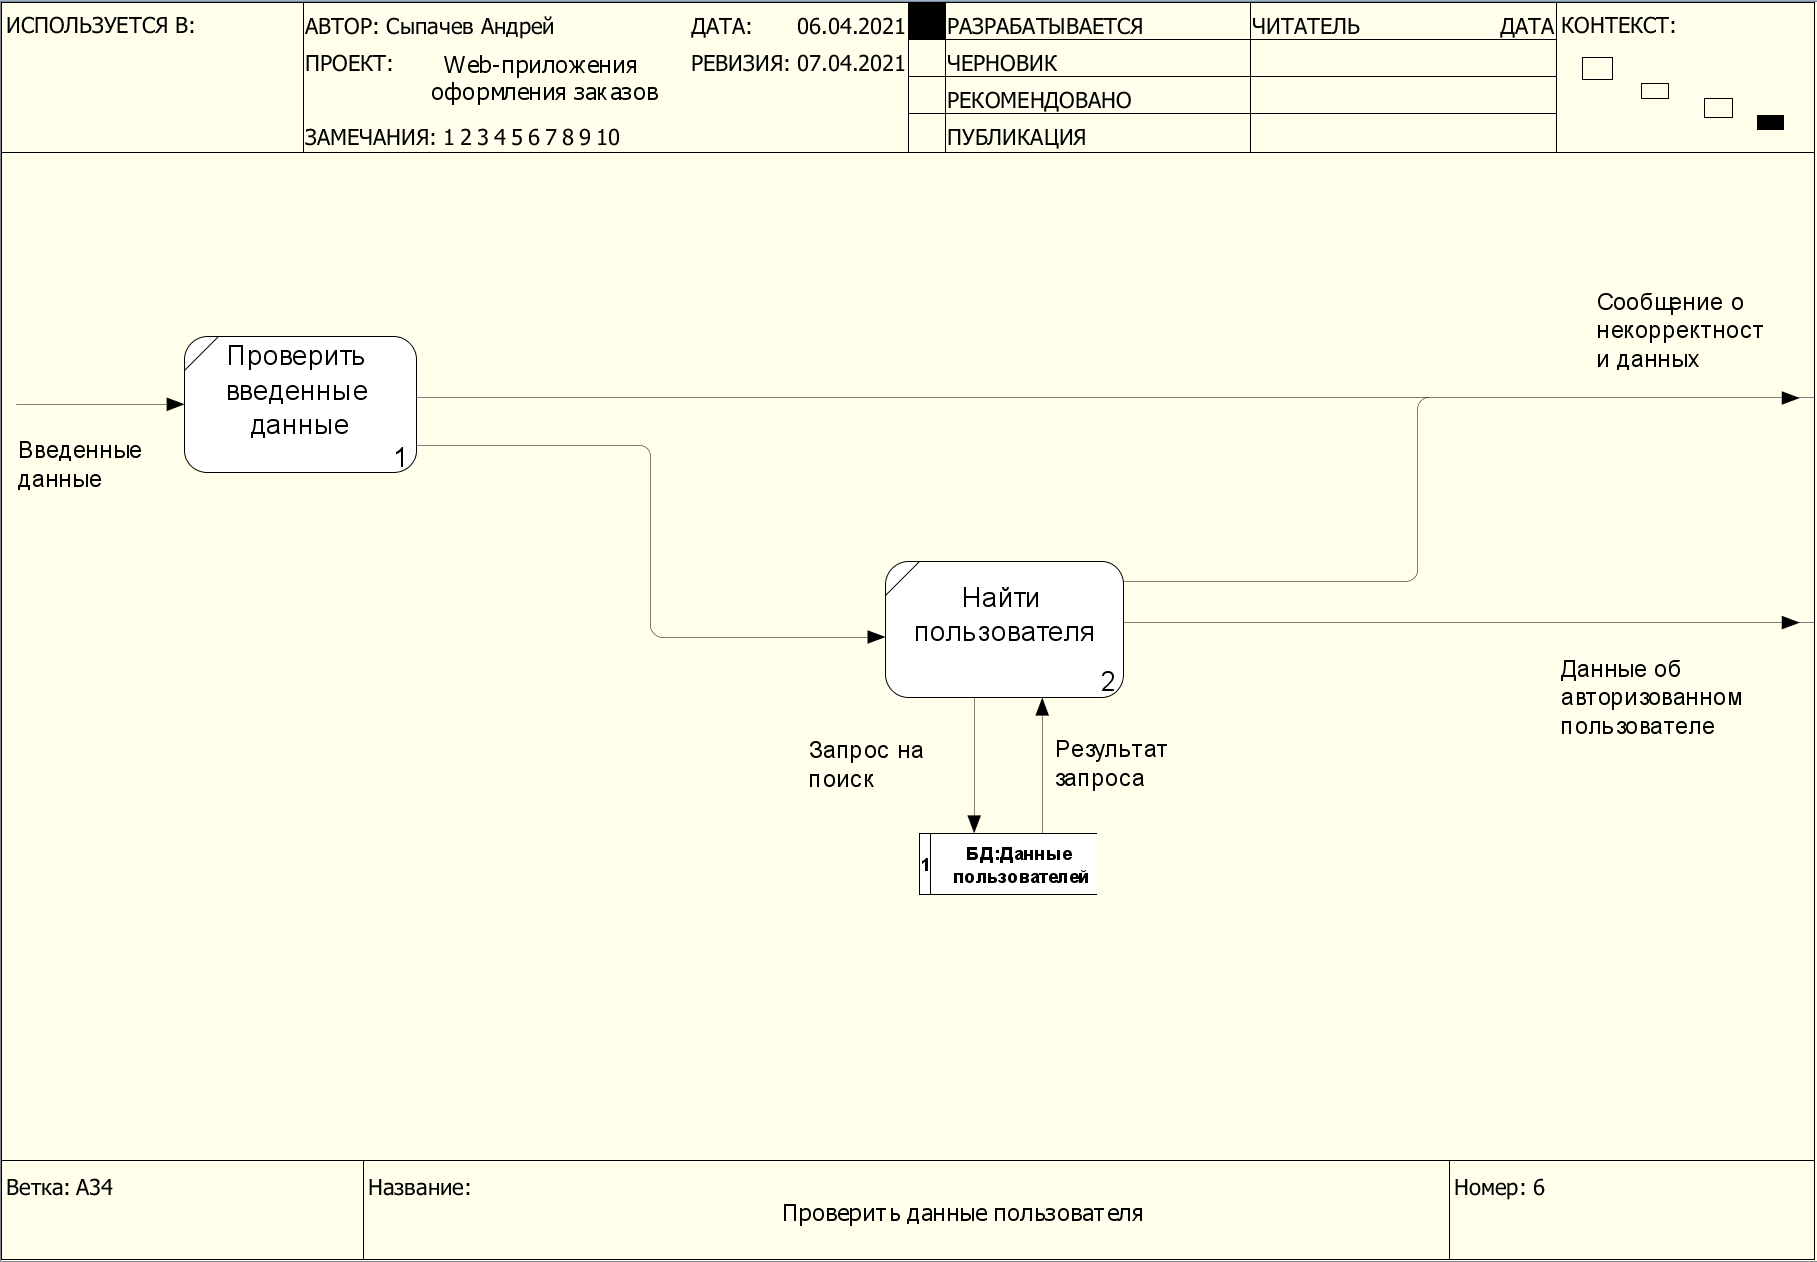 ИСПОЛЬЗУЕТСЯ В:
АВТОР: Сыпачев Андрей
ДАТА: 06.04.2021
ПРОЕКТ: Web-приложения
оформления заказов
РЕВИЗИЯ: 07.04.2021
ЗАМЕЧАНИЯ: 1 2 3 4 5 6 7 8 9 10
РАЗРАБАТЫВАЕТСЯ
ЧЕРНОВИК
РЕКОМЕНДОВАНО
ПУБЛИКАЦИЯ
ЧИТАТЕЛЬ ДАТА
КОНТЕКСТ:
Сообщение о
некорректност
и данных
Проверить
введенные
данные
1
Введенные
данные
Найти
пользователя
2
Данные об
авторизованном
пользователе
Запрос на
поиск
Результат
запроса
1
БД:Данные
пользователей
Ветка: A34
Название:
Проверить данные пользователя
Номер: 6